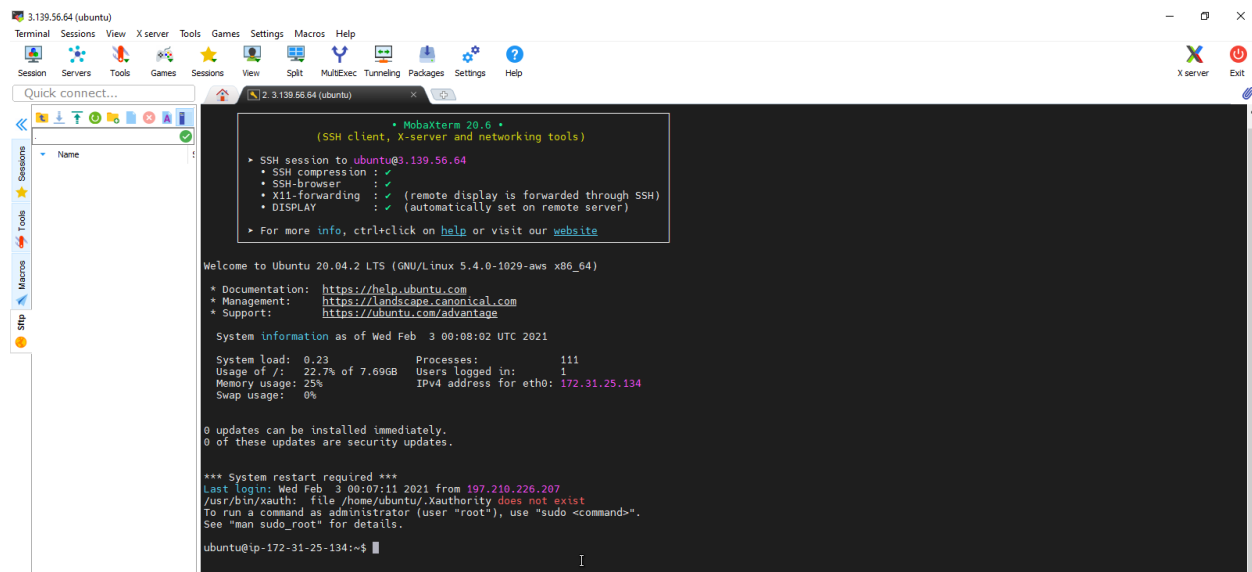 3.139.56.64 (ubuntu)
Terminal Sessions View X server Tools Games Settings Macros Help
Session Servers Tools Games Sessions View Split MultiExec Tunneling Packages Settings Help X server Exit
Quick connect...
2. 3.139.56.64 (ubuntu)
Name
Sessions
Tools
Macros
Sftp
• MobaXterm 20.6 •
(SSH client, X-server and networking tools)
➤ SSH session to ubuntu@3.139.56.64
• SSH compression : ✔
• SSH-browser : ✔
• X11-forwarding : ✔ (remote display is forwarded through SSH)
• DISPLAY : ✔ (automatically set on remote server)
➤ For more info, ctrl+click on help or visit our website
Welcome to Ubuntu 20.04.2 LTS (GNU/Linux 5.4.0-1029-aws x86_64)
* Documentation: https://help.ubuntu.com
* Management: https://landscape.canonical.com
* Support: https://ubuntu.com/advantage
System information as of Wed Feb 3 00:08:02 UTC 2021
System load: 0.23 Processes: 111
Usage of /: 22.7% of 7.69GB Users logged in: 1
Memory usage: 25% IPv4 address for eth0: 172.31.25.134
Swap usage: 0%
0 updates can be installed immediately.
0 of these updates are security updates.
*** System restart required ***
Last login: Wed Feb 3 00:07:11 2021 from 197.210.226.207
/usr/bin/xauth: file /home/ubuntu/.Xauthority does not exist
To run a command as administrator (user "root"), use "sudo <command>".
See "man sudo_root" for details.
ubuntu@ip-172-31-25-134:~$